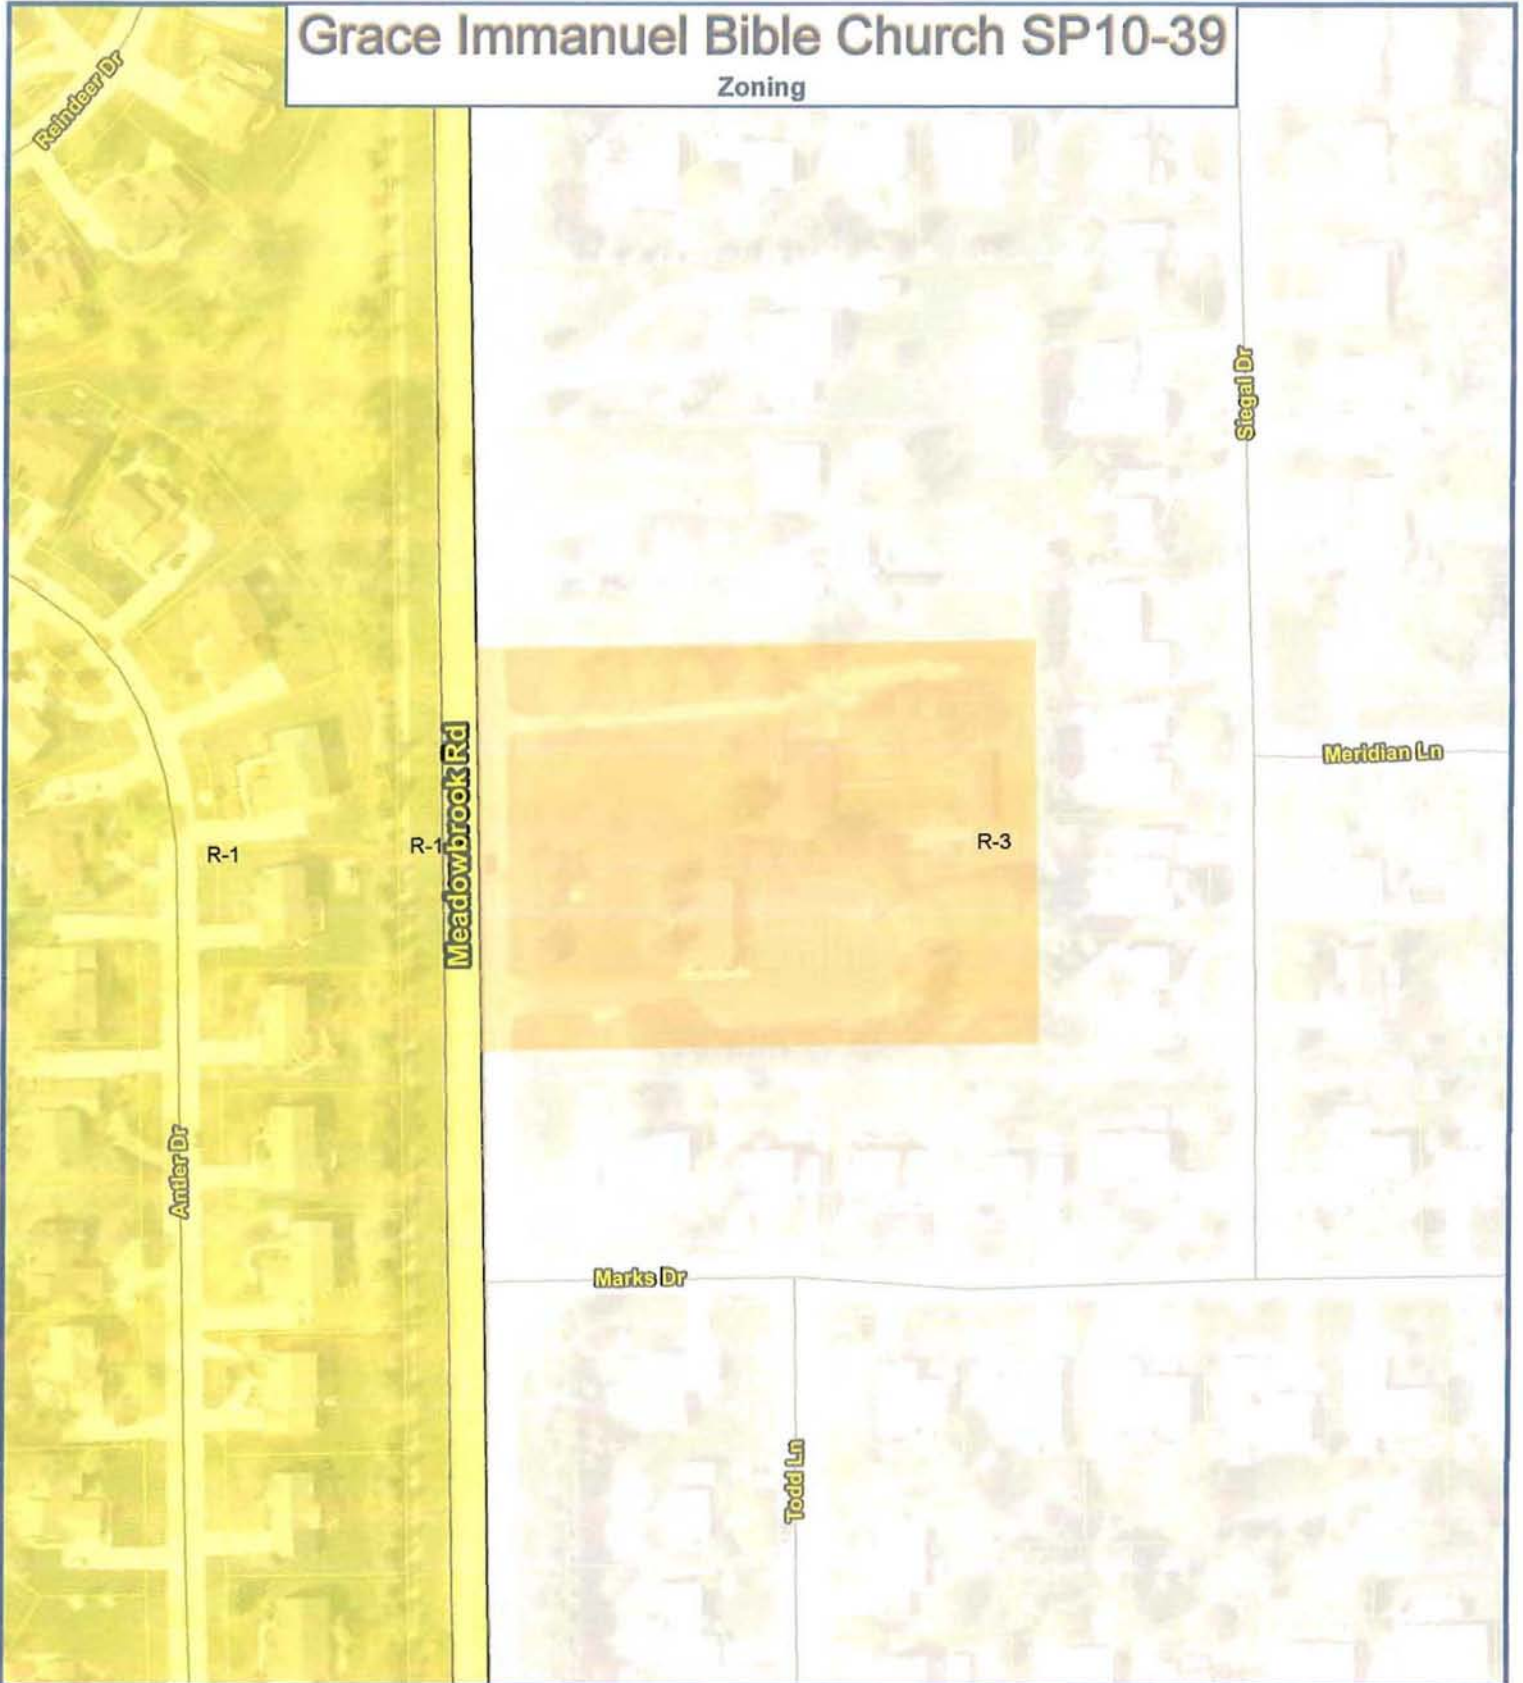 Grace Immanuel Bible Church SP10-39
Zoning
Reindeer Dr
Siegal Dr
Meadowbrook Rd
Meridian Ln
R-1
R-1
R-3
Antler Dr
Marks Dr
Todd Ln